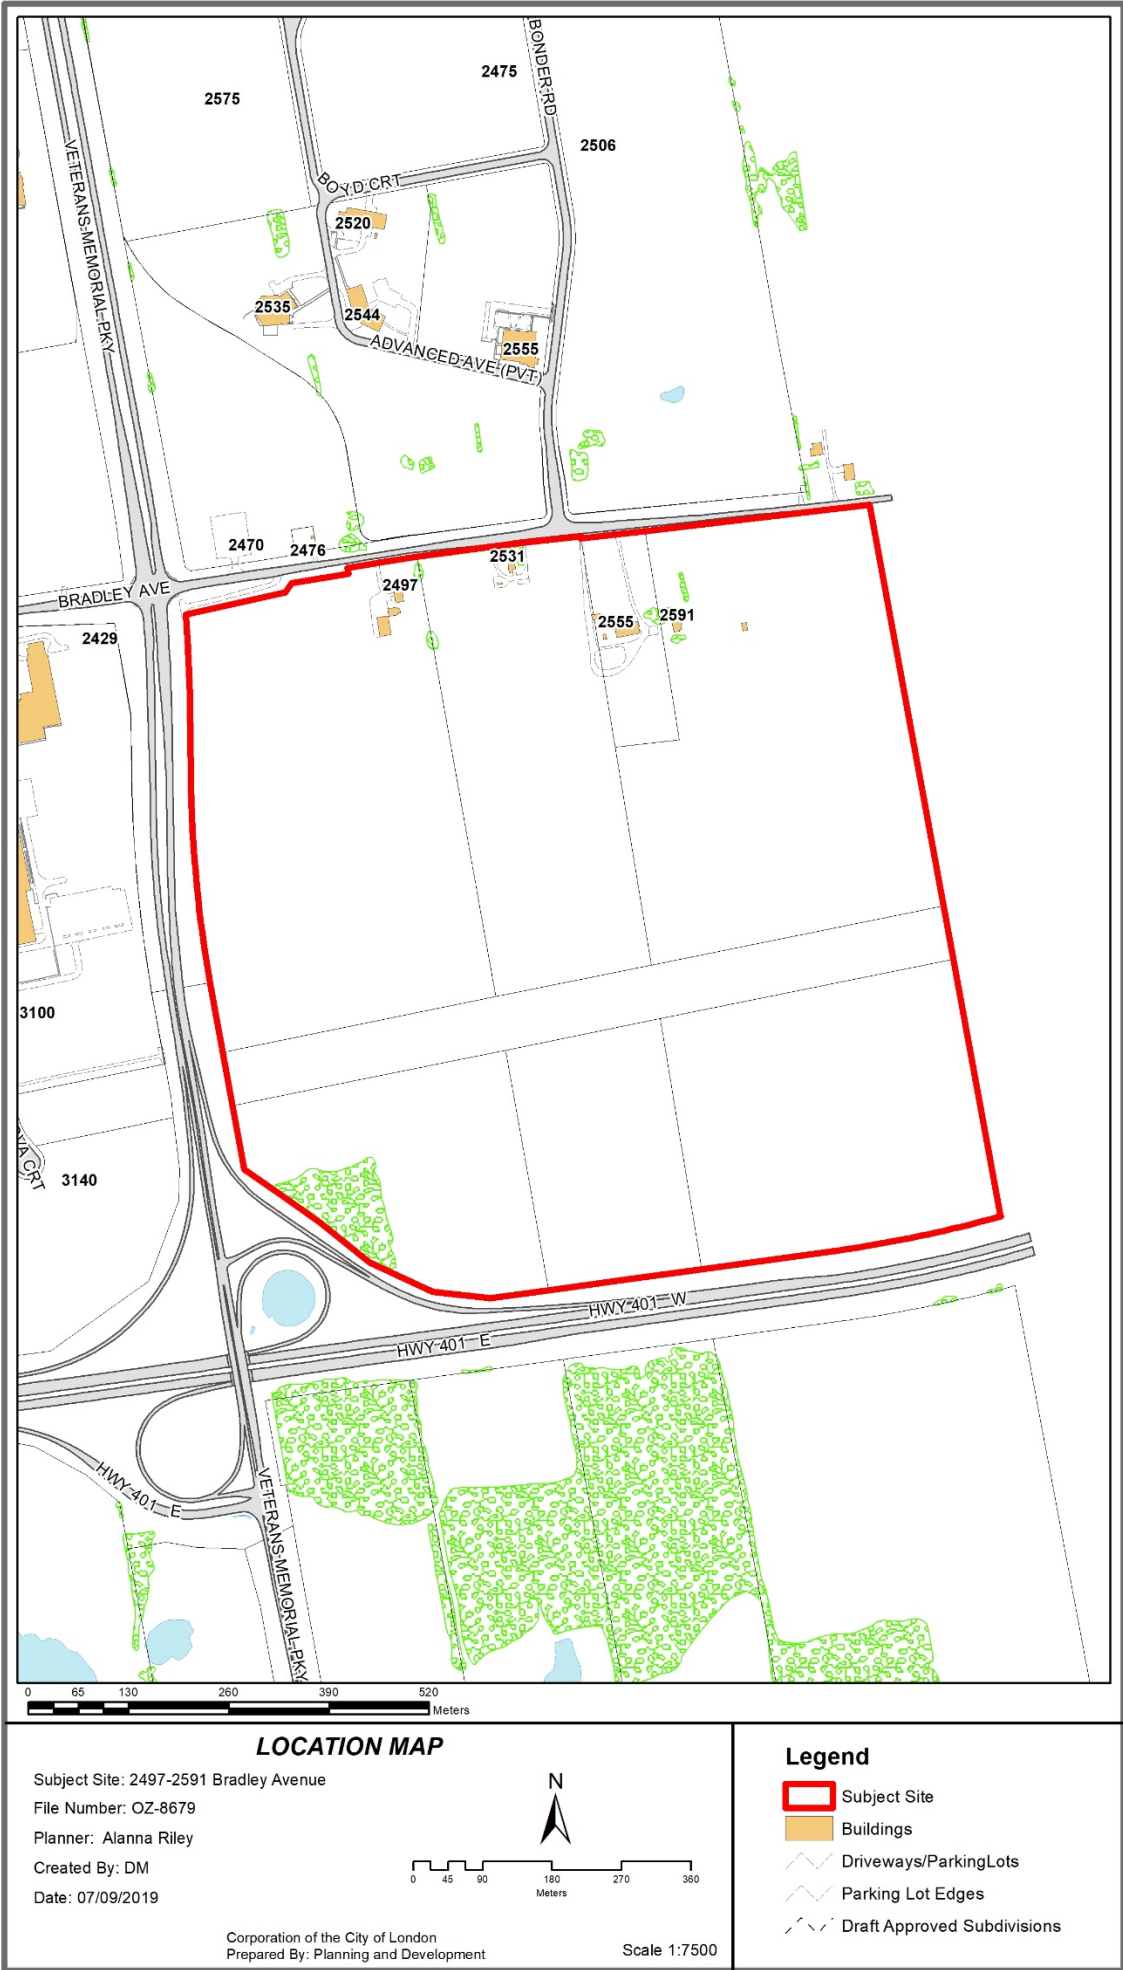 BONDER RD
2475
2575
2506
VETERANS-MEMORIAL-PKY
BOYD CRT
2520
2535
2544
ADVANCED AVE (PVT)
2555
2470
2476
2531
2497
BRADLEY AVE
2429
2555
2591
3100
3140
HWY 401 W
HWY 401 E
HWY 401 E
VETERANS-MEMORIAL-PKY
0 65 130 260 390 520
Meters
LOCATION MAP
Subject Site: 2497-2591 Bradley Avenue
File Number: OZ-8679
Planner: Alanna Riley
Created By: DM
Date: 07/09/2019
N
0 45 90 180 270 360
Meters
Corporation of the City of London
Prepared By: Planning and Development
Scale 1:7500
Legend
Subject Site
Buildings
Driveways/ParkingLots
Parking Lot Edges
Draft Approved Subdivisions